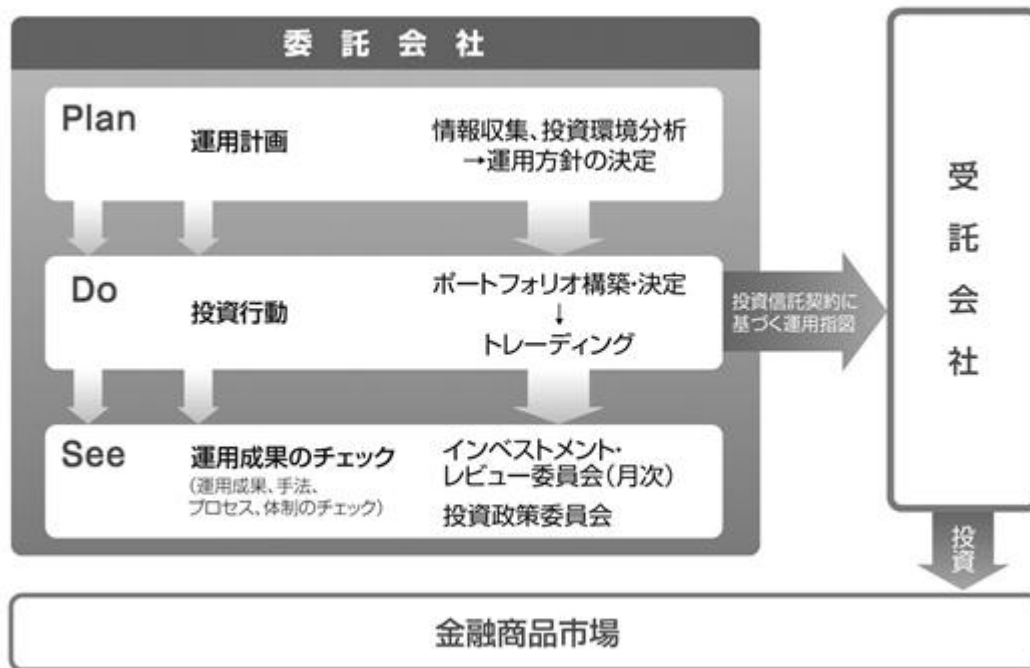 委託会社
Plan
運用計画
情報収集、投資環境分析
→運用方針の決定
Do
投資行動
ポートフォリオ構築・決定
↓
トレーディング
See
運用成果のチェック
(運用成果、手法、
プロセス、体制のチェック)
インベストメント・
レビュー委員会(月次)
投資政策委員会
投資信託契約に
基づく運用指図
受託会社
投資
金融商品市場